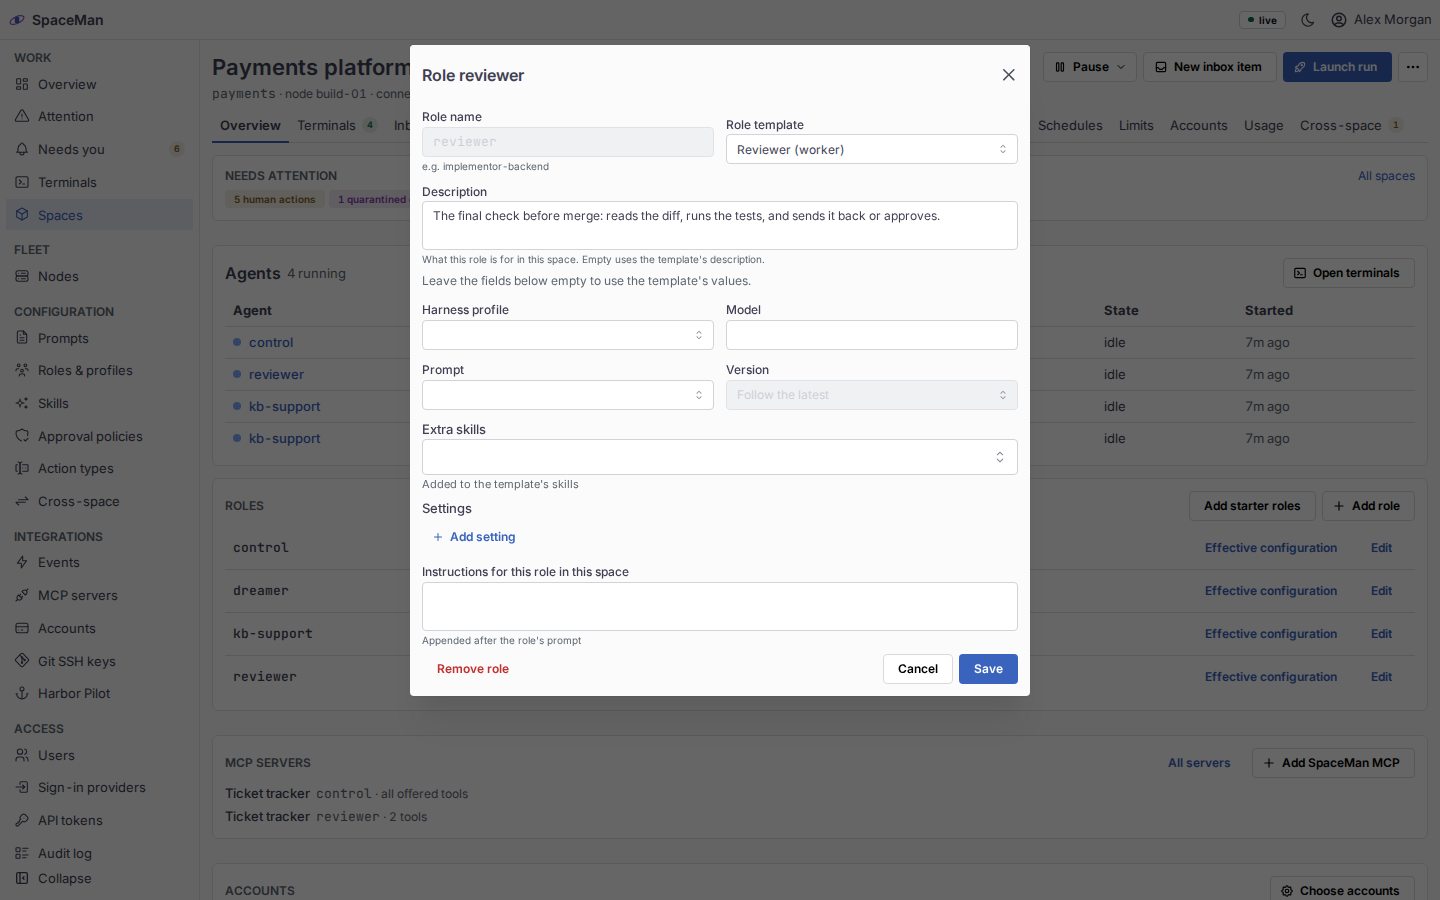 SpaceMan
live
Alex Morgan
WORK
Overview
Attention
Needs you 6
Terminals
Spaces
FLEET
Nodes
CONFIGURATION
Prompts
Roles & profiles
Skills
Approval policies
Action types
Cross-space
INTEGRATIONS
Events
MCP servers
Accounts
Git SSH keys
Harbor Pilot
ACCESS
Users
Sign-in providers
API tokens
Audit log
Collapse
Payments platform
payments · node build-01 ·
Pause
New inbox item
Launch run
Overview Terminals 4
Schedules Limits Accounts Usage Cross-space 1
NEEDS ATTENTION
All spaces
5 human actions 1 quarantined
Agents 4 running
Open terminals
Agent State Started
control idle 7m ago
reviewer idle 7m ago
kb-support idle 7m ago
kb-support idle 7m ago
ROLES
Add starter roles
Add role
control Effective configuration Edit
dreamer Effective configuration Edit
kb-support Effective configuration Edit
reviewer Effective configuration Edit
MCP SERVERS
All servers
Add SpaceMan MCP
Ticket tracker control · all offered tools
Ticket tracker reviewer · 2 tools
ACCOUNTS
Choose accounts
Role reviewer
Role name
reviewer
e.g. implementor-backend
Role template
Reviewer (worker)
Description
The final check before merge: reads the diff, runs the tests, and sends it back or approves.
What this role is for in this space. Empty uses the template's description.
Leave the fields below empty to use the template's values.
Harness profile
Model
Prompt
Version
Follow the latest
Extra skills
Added to the template's skills
Settings
Add setting
Instructions for this role in this space
Appended after the role's prompt
Remove role
Cancel
Save